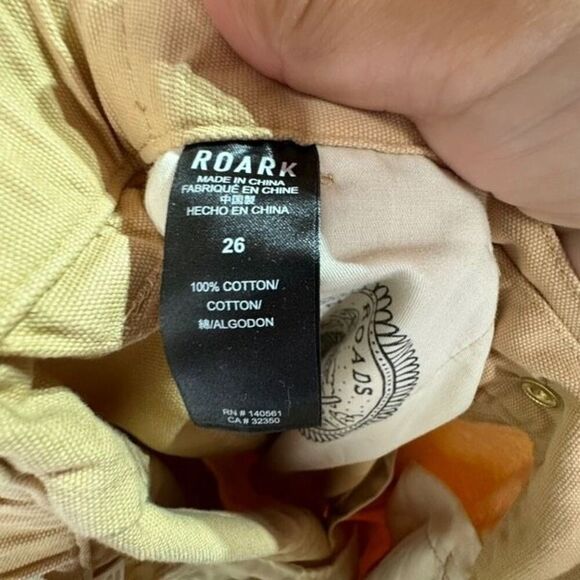 ROARK
MADE IN CHINA
FABRIQUÉ EN CHINE
中国製
HECHO EN CHINA
26
100% COTTON/
COTTON/
綿/ALGODON
RN # 140561
CA # 32350
ROADS